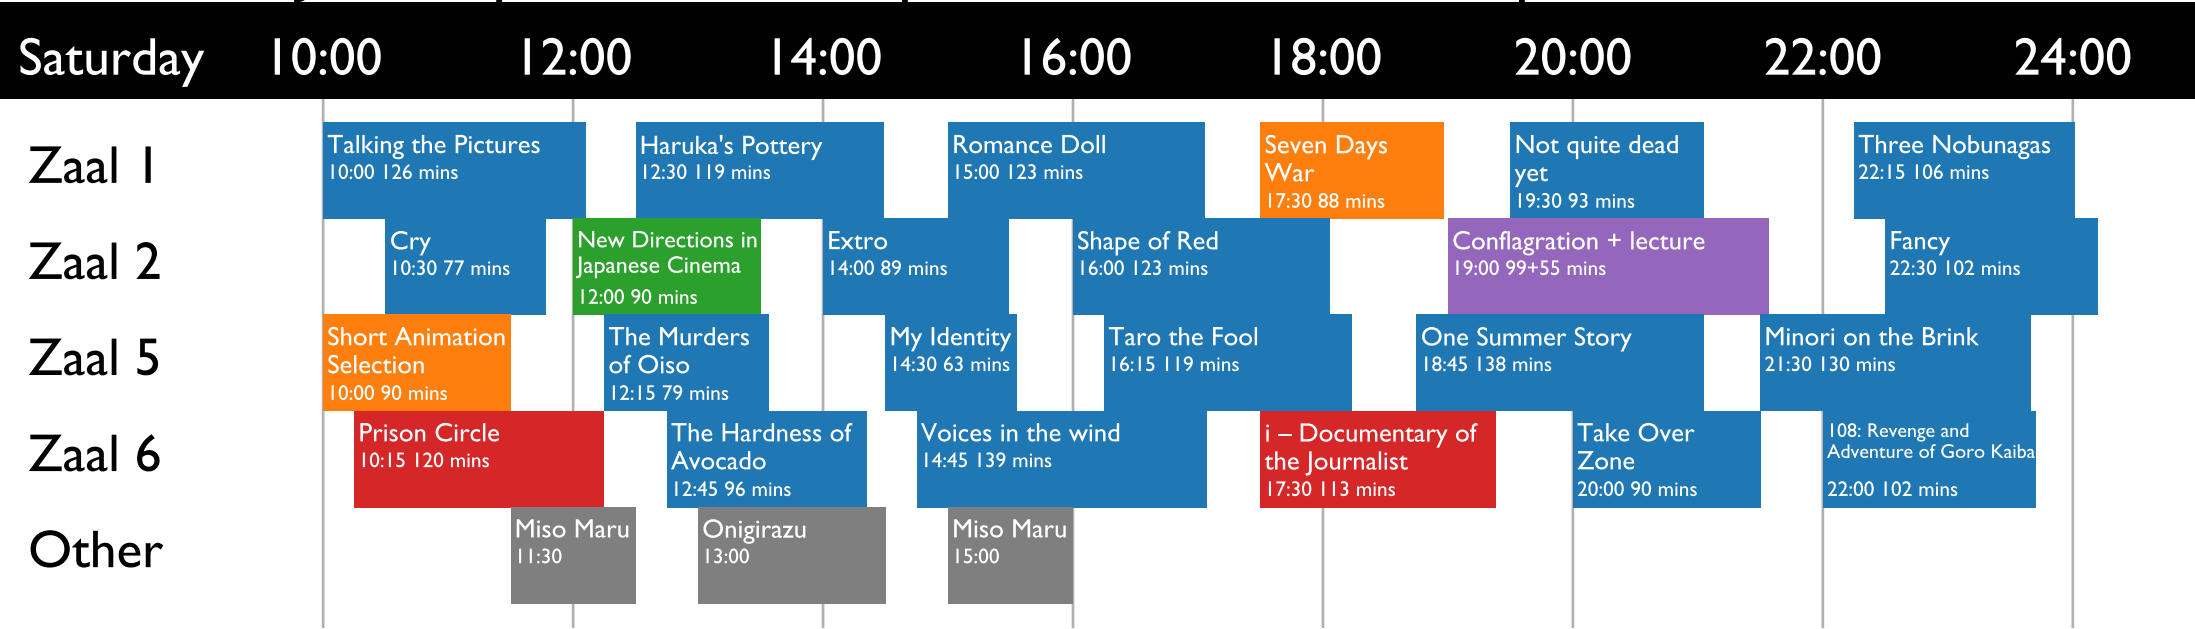 Saturday 10:00 12:00 14:00 16:00 18:00 20:00 22:00 24:00
Zaal 1
Talking the Pictures
10:00 126 mins
Haruka's Pottery
12:30 119 mins
Romance Doll
15:00 123 mins
Seven Days
War
17:30 88 mins
Not quite dead
yet
19:30 93 mins
Three Nobunagas
22:15 106 mins
Zaal 2
Cry
10:30 77 mins
New Directions in
Japanese Cinema
12:00 90 mins
Extro
14:00 89 mins
Shape of Red
16:00 123 mins
Conflagration + lecture
19:00 99+55 mins
Fancy
22:30 102 mins
Zaal 5
Short Animation
Selection
10:00 90 mins
The Murders
of Oiso
12:15 79 mins
My Identity
14:30 63 mins
Taro the Fool
16:15 119 mins
One Summer Story
18:45 138 mins
Minori on the Brink
21:30 130 mins
Zaal 6
Prison Circle
10:15 120 mins
The Hardness of
Avocado
12:45 96 mins
Voices in the wind
14:45 139 mins
i – Documentary of
the Journalist
17:30 113 mins
Take Over
Zone
20:00 90 mins
108: Revenge and
Adventure of Goro Kaiba
22:00 102 mins
Other
Miso Maru
11:30
Onigirazu
13:00
Miso Maru
15:00